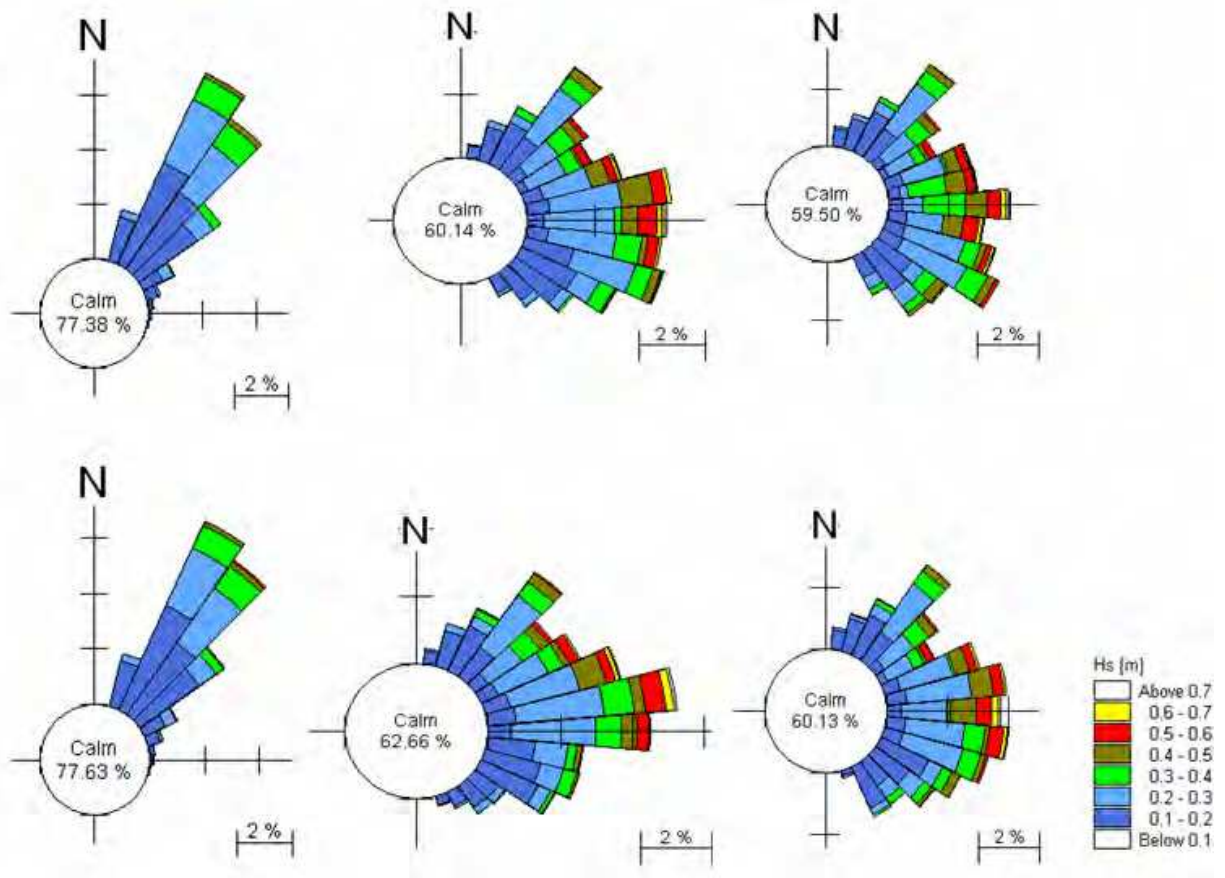 N
N
N
Calm
77.38 %
Calm
60.14 %
Calm
59.50 %
2 %
2 %
2 %
N
N
N
Calm
77.63 %
Calm
62.66 %
Calm
60.13 %
2 %
2 %
2 %
Hs [m]
Above 0.7
0.6 - 0.7
0.5 - 0.6
0.4 - 0.5
0.3 - 0.4
0.2 - 0.3
0.1 - 0.2
Below 0.1